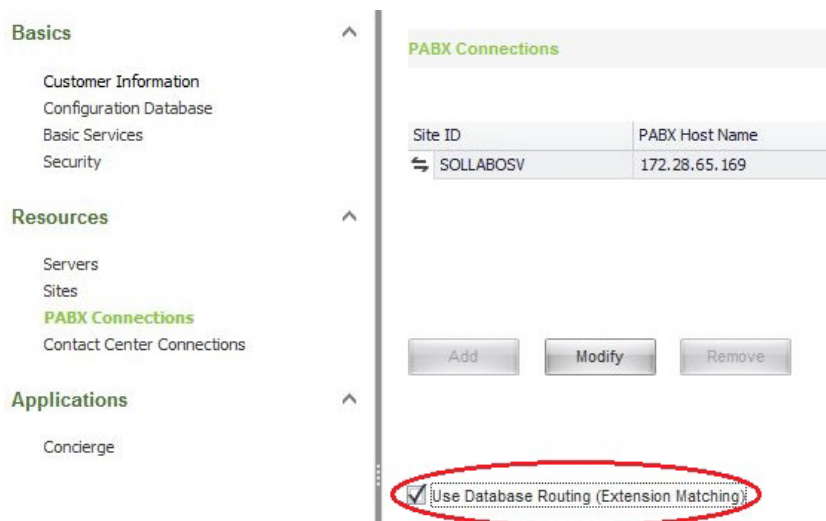 Basics
Customer Information
Configuration Database
Basic Services
Security
Resources
Servers
Sites
PABX Connections
Contact Center Connections
Applications
Concierge
PABX Connections
Site ID PABX Host Name
SOLLABOSV 172.28.65.169
Add Modify Remove
Use Database Routing (Extension Matching)